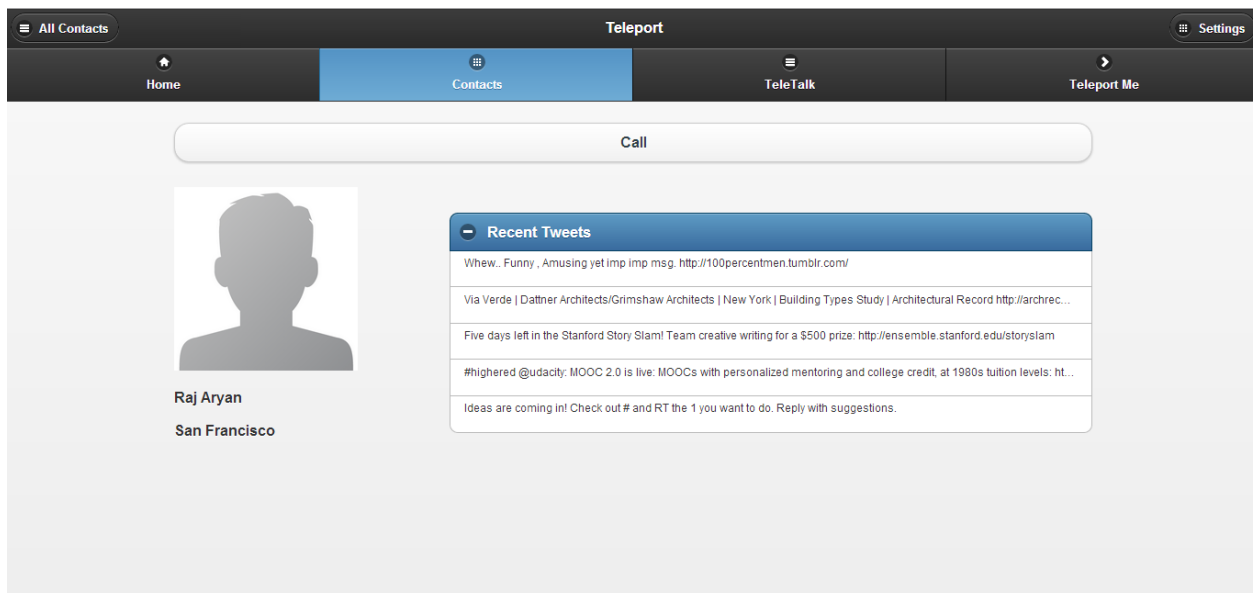 All Contacts
Teleport
Settings
Home
Contacts
TeleTalk
Teleport Me
Call
Recent Tweets
Whew.. Funny , Amusing yet imp imp msg. http://100percentmen.tumblr.com/
Via Verde | Dattner Architects/Grimshaw Architects | New York | Building Types Study | Architectural Record http://archrec...
Five days left in the Stanford Story Slam! Team creative writing for a $500 prize: http://ensemble.stanford.edu/storyslam
#highered @udacity: MOOC 2.0 is live: MOOCs with personalized mentoring and college credit, at 1980s tuition levels: ht...
Ideas are coming in! Check out # and RT the 1 you want to do. Reply with suggestions.
Raj Aryan
San Francisco